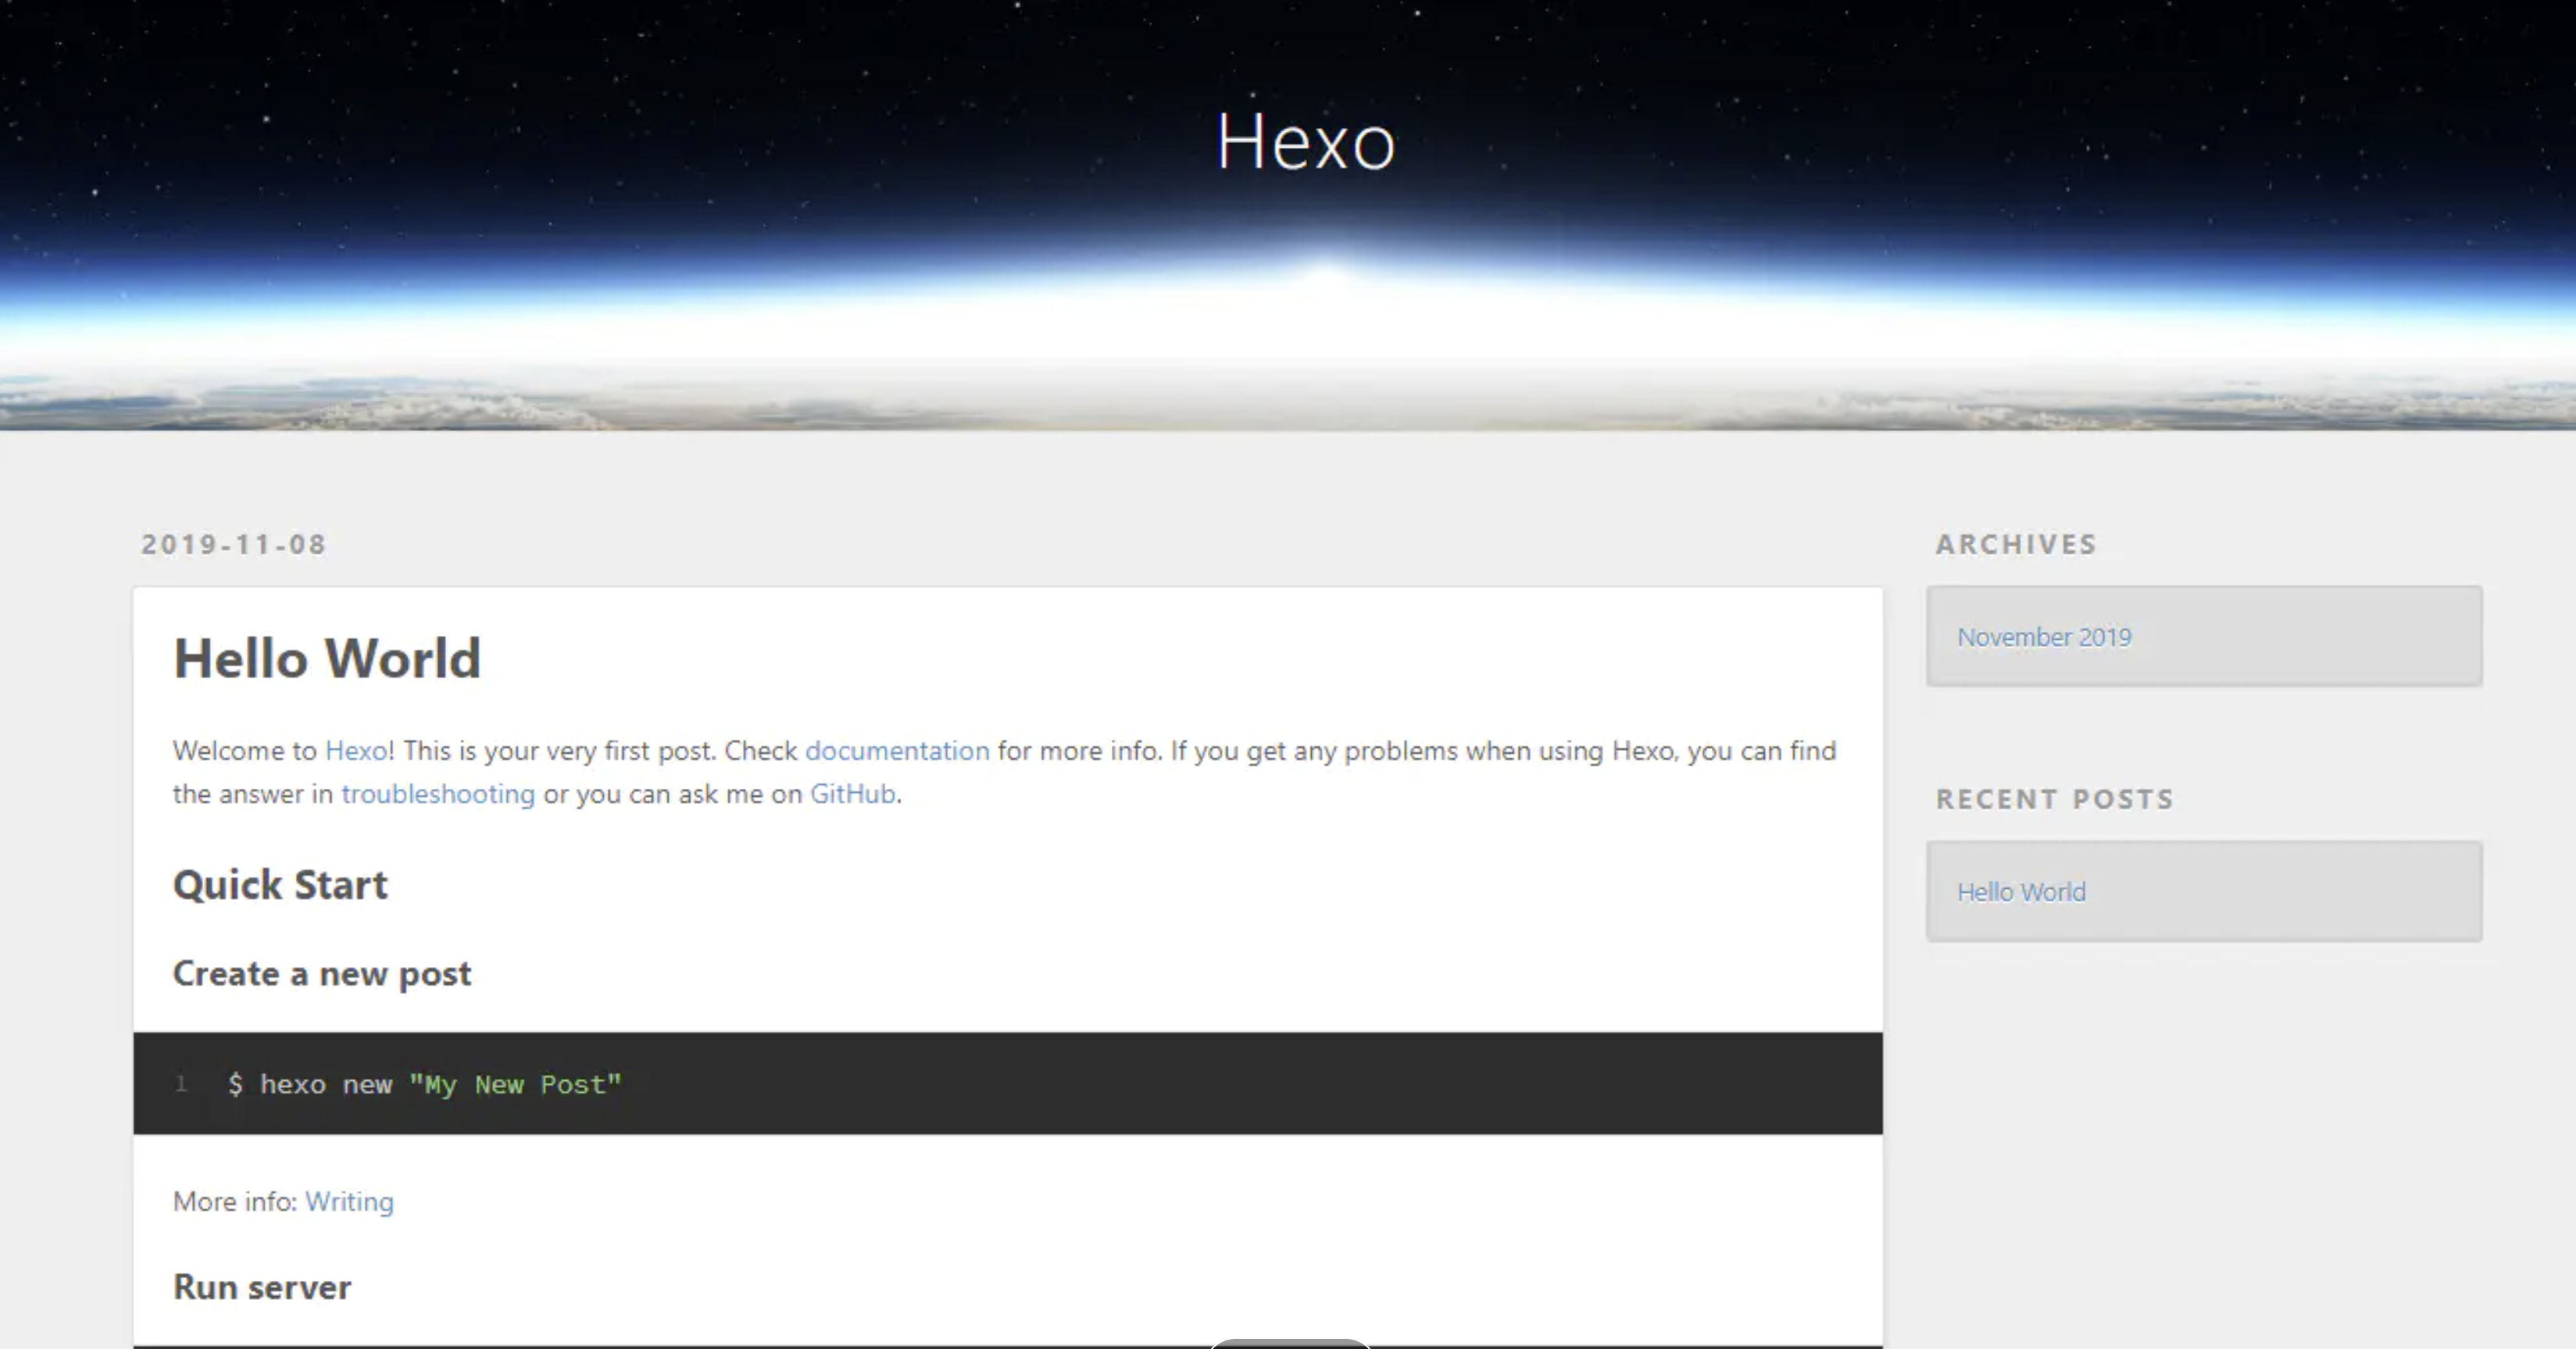 Hexo
2019-11-08
Hello World
Welcome to Hexo! This is your very first post. Check documentation for more info. If you get any problems when using Hexo, you can find
the answer in troubleshooting or you can ask me on GitHub.
Quick Start
Create a new post
1 $ hexo new "My New Post"
More info: Writing
Run server
ARCHIVES
November 2019
RECENT POSTS
Hello World